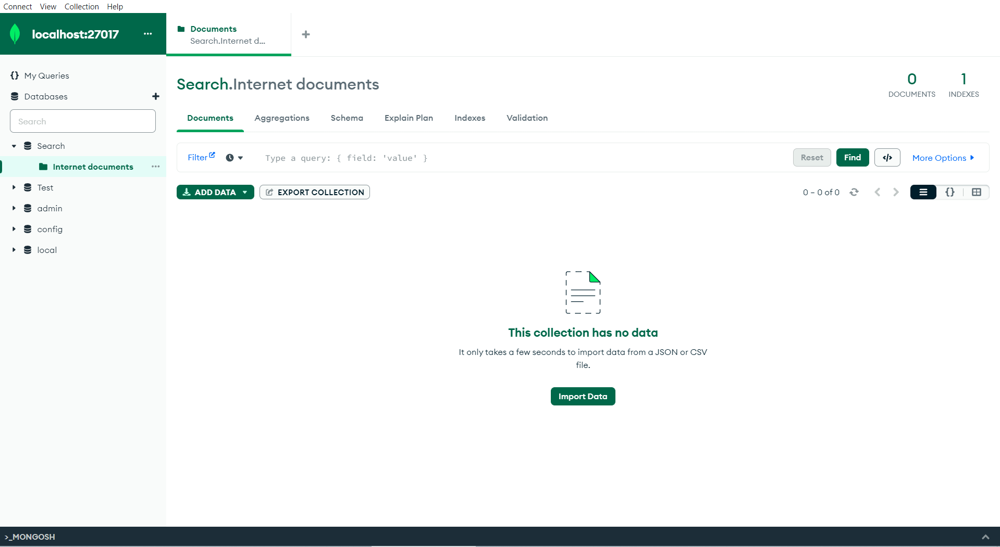 Connect View Collection Help
localhost:27017 ...
Documents
Search.Internet d...
My Queries
Databases
Search
Search
Internet documents
Test
admin
config
local
Search.Internet documents
0
DOCUMENTS
1
INDEXES
Documents Aggregations Schema Explain Plan Indexes Validation
Filter Type a query: { field: 'value' } Reset Find </> More Options
ADD DATA EXPORT COLLECTION 0 – 0 of 0 {}
This collection has no data
It only takes a few seconds to import data from a JSON or CSV
file.
Import Data
>_MONGOSH